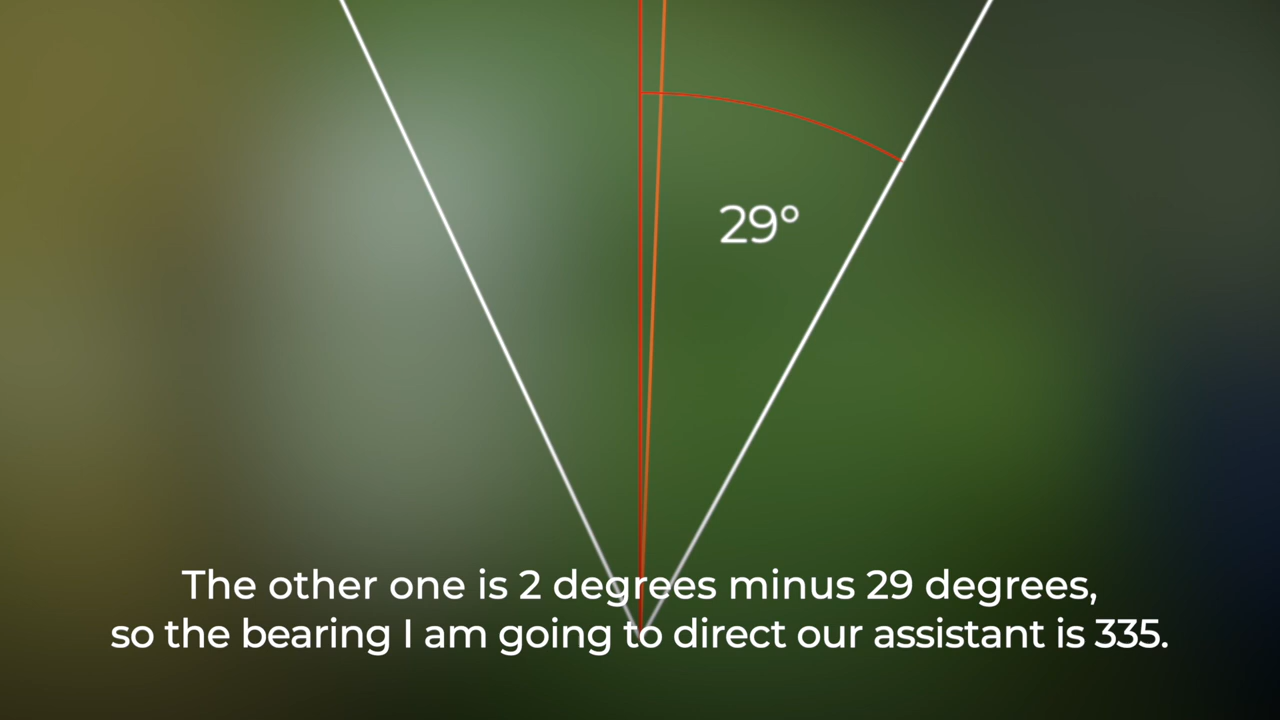 29°
The other one is 2 degrees minus 29 degrees,
so the bearing I am going to direct our assistant is 335.